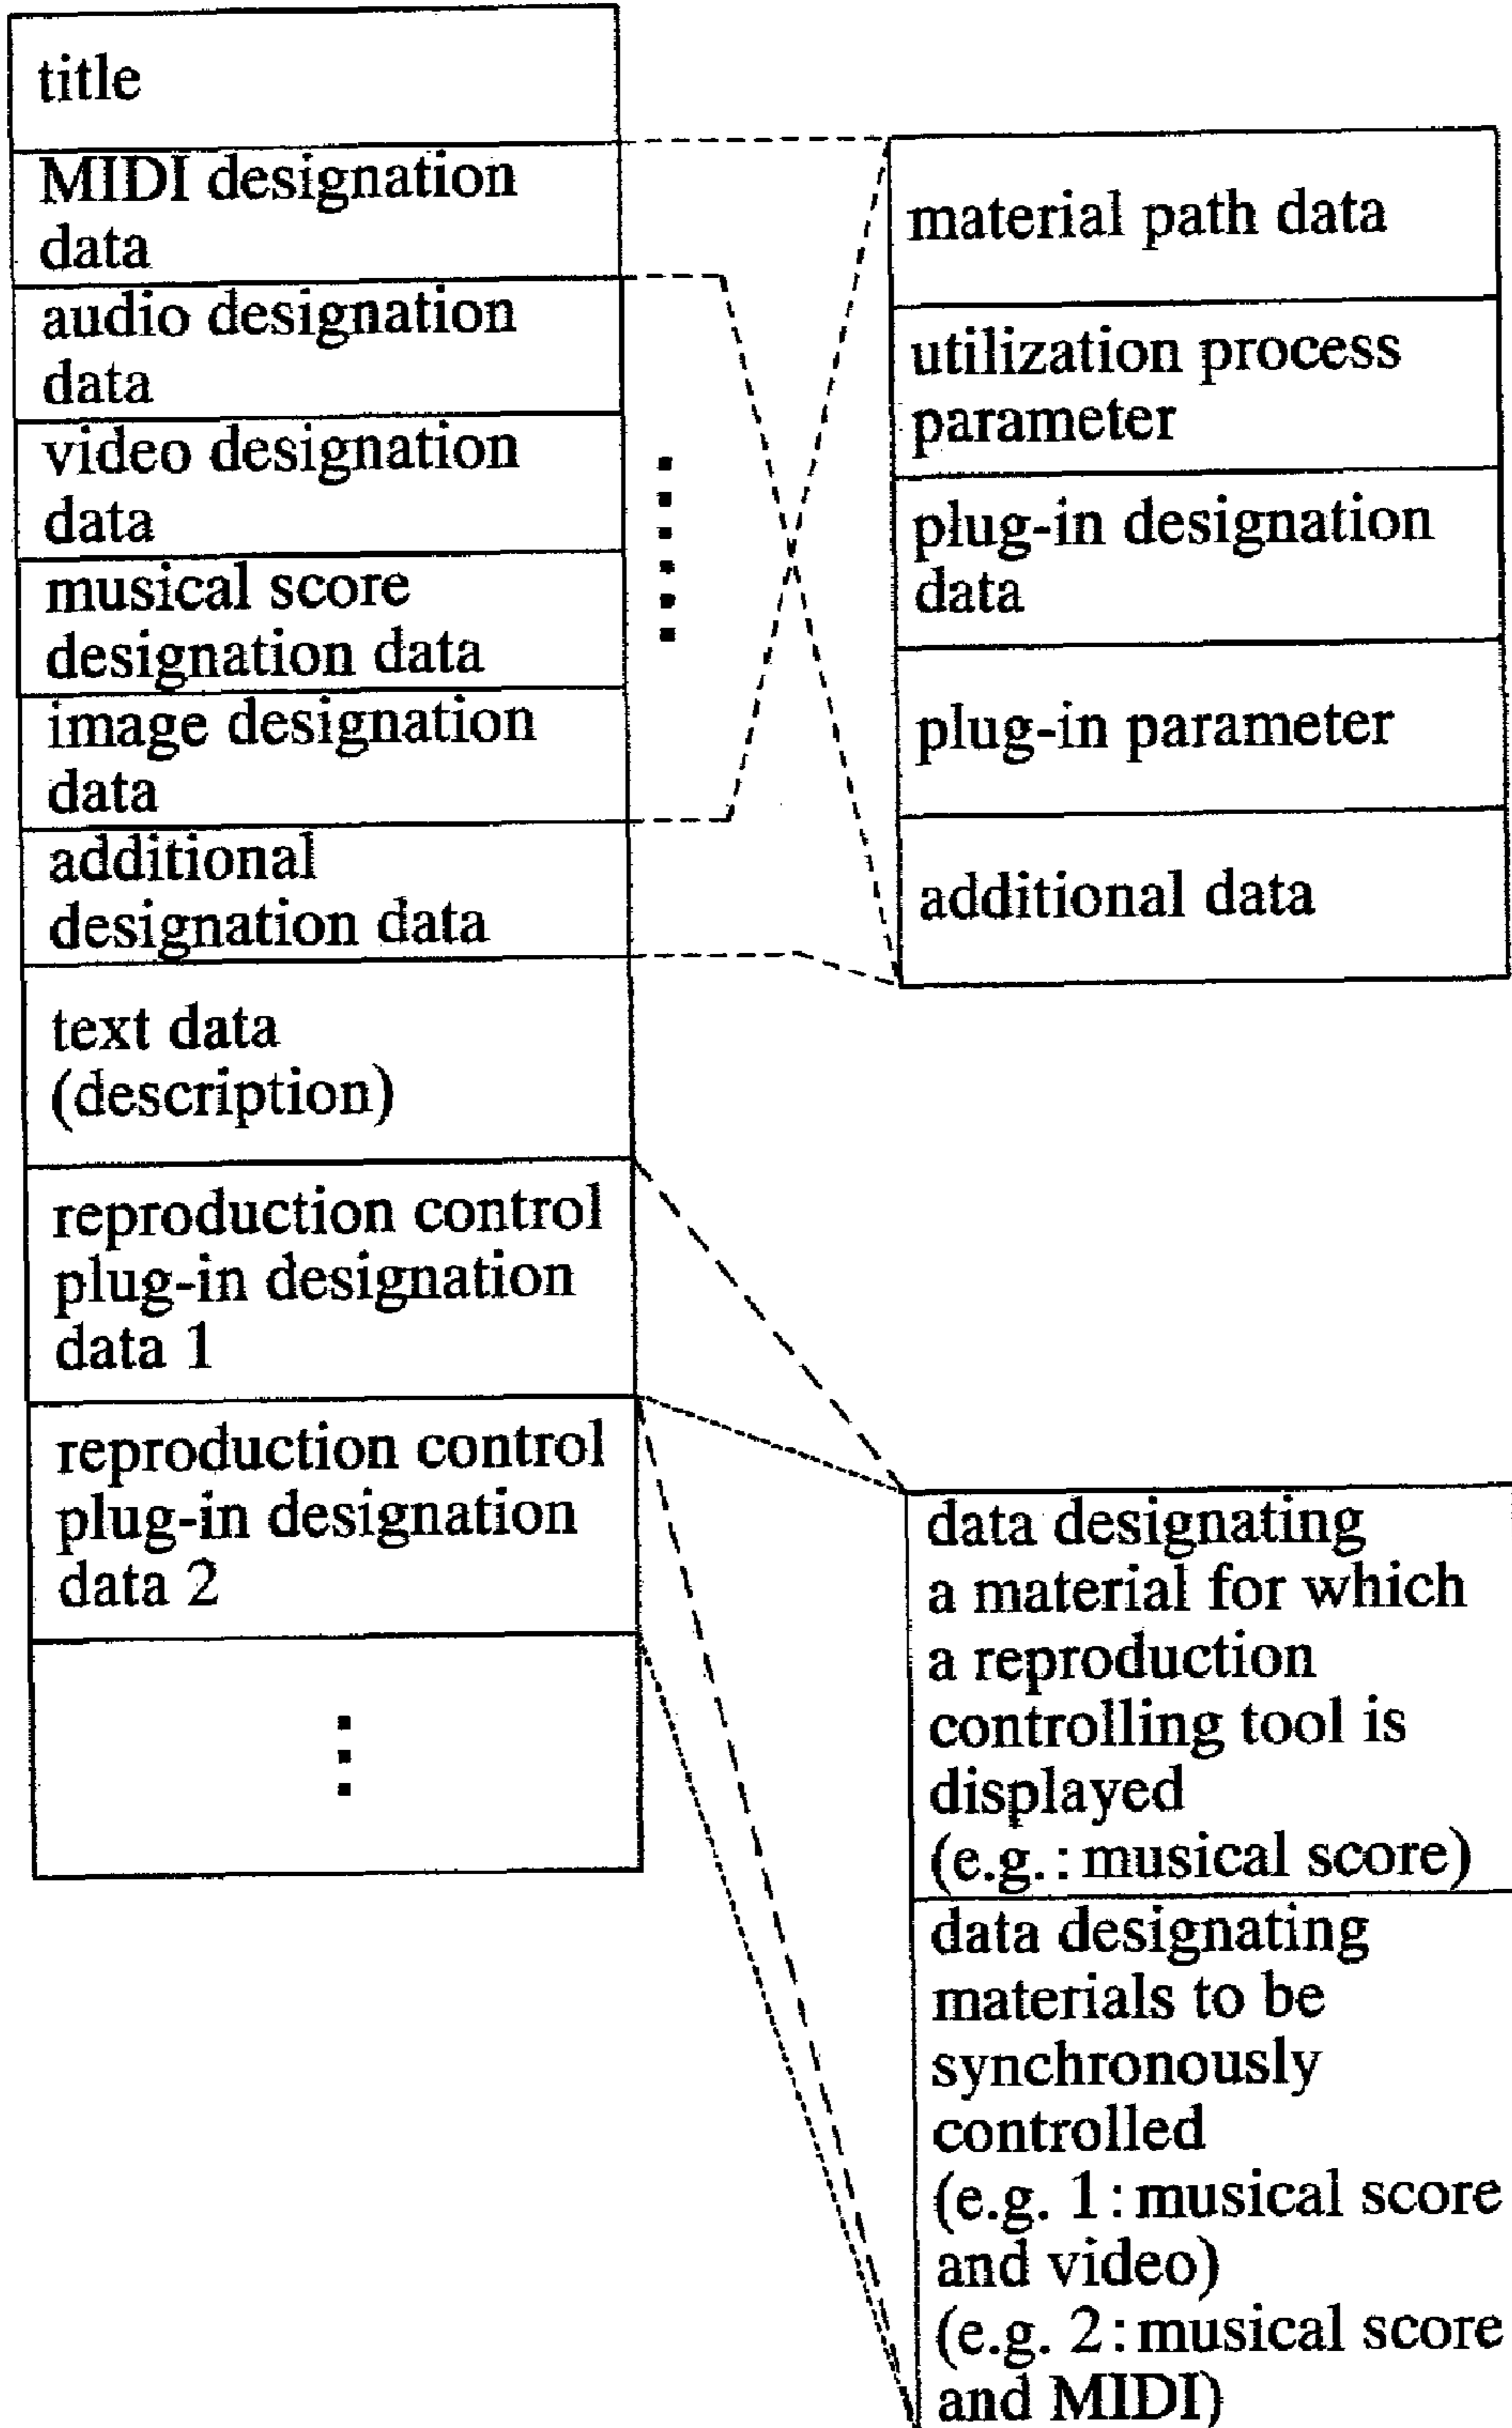 title
MIDI designation
data
audio designation
data
video designation
data
musical score
designation data
image designation
data
additional
designation data
text data
(description)
reproduction control
plug-in designation
data 1
reproduction control
plug-in designation
data 2
material path data
utilization process
parameter
plug-in designation
data
plug-in parameter
additional data
data designating
a material for which
a reproduction
controlling tool is
displayed
(e.g.: musical score)
data designating
materials to be
synchronously
controlled
(e.g. 1: musical score
and video)
(e.g. 2: musical score
and MIDI)